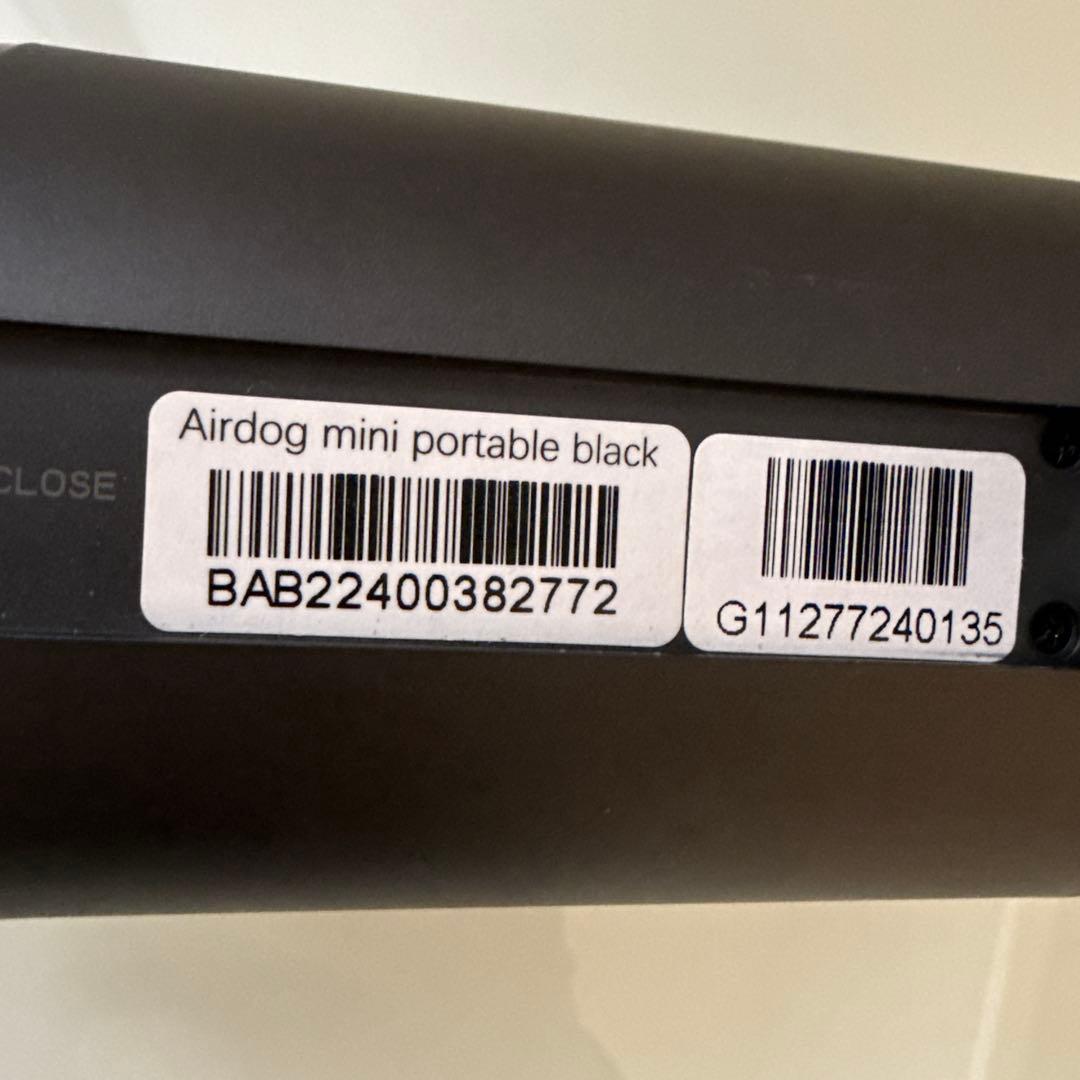 CLOSE
Airdog mini portable black
BAB22400382772
G11277240135